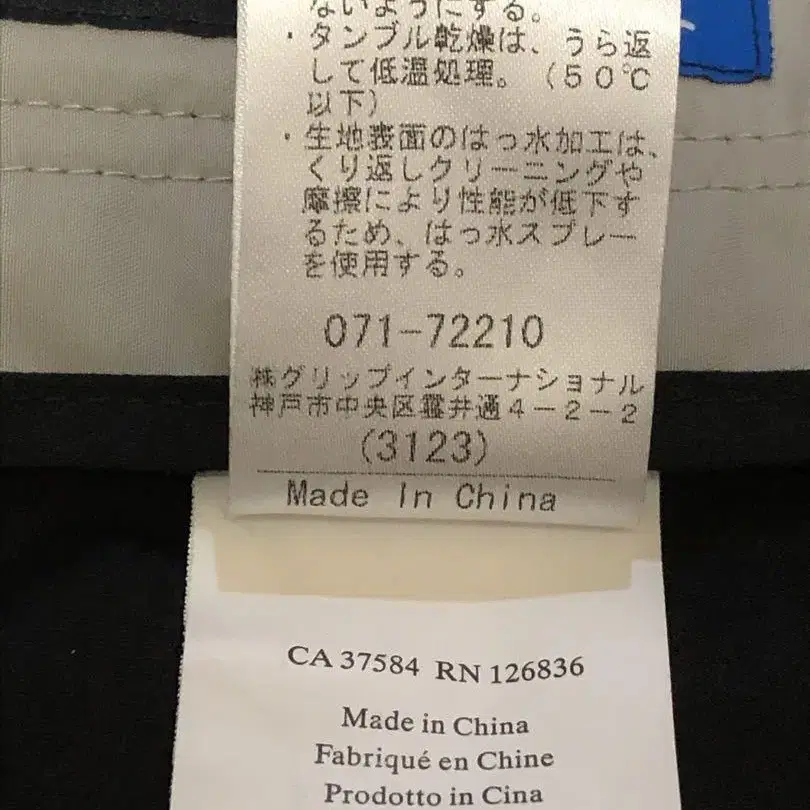 ないようにする。
・タンブル乾燥は、うら返
して低温処理。(50℃
以下)
・生地表面のはっ水加工は、
くり返しクリーニングや
摩擦により性能が低下す
るため、はっ水スプレー
を使用する。
071-72210
㈱グリップインターナショナル
神戸市中央区雲井通4-2-2
(3123)
Made In China
CA 37584 RN 126836
Made in China
Fabriqué en Chine
Prodotto in Cina